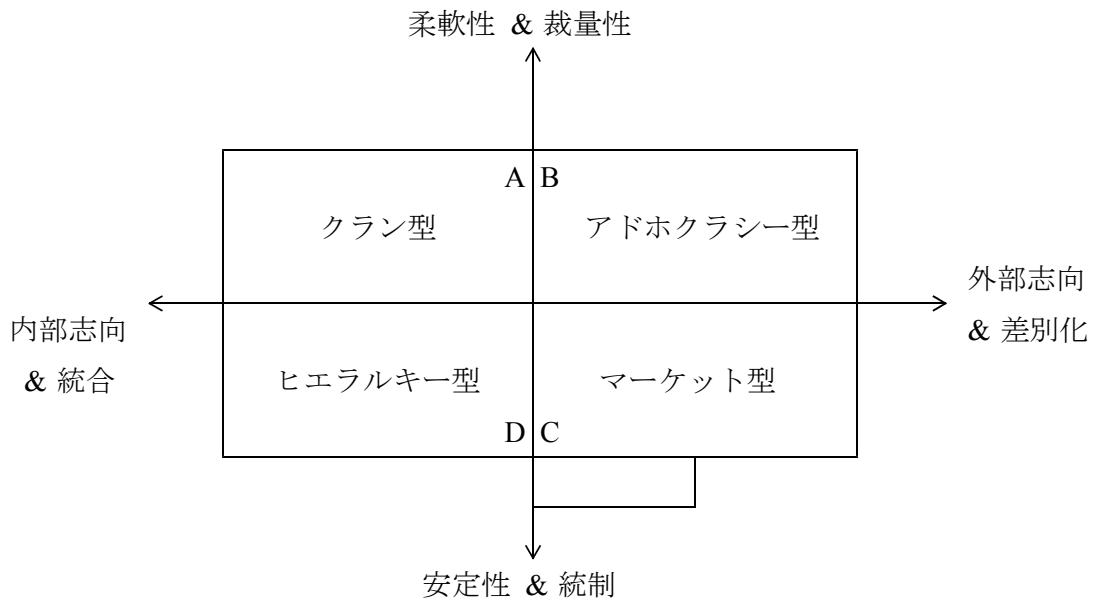 柔軟性 & 裁量性
A B
クラン型 アドホクラシー型
外部志向
& 差別化
内部志向
& 統合
ヒエラルキー型 マーケット型
D C
安定性 & 統制